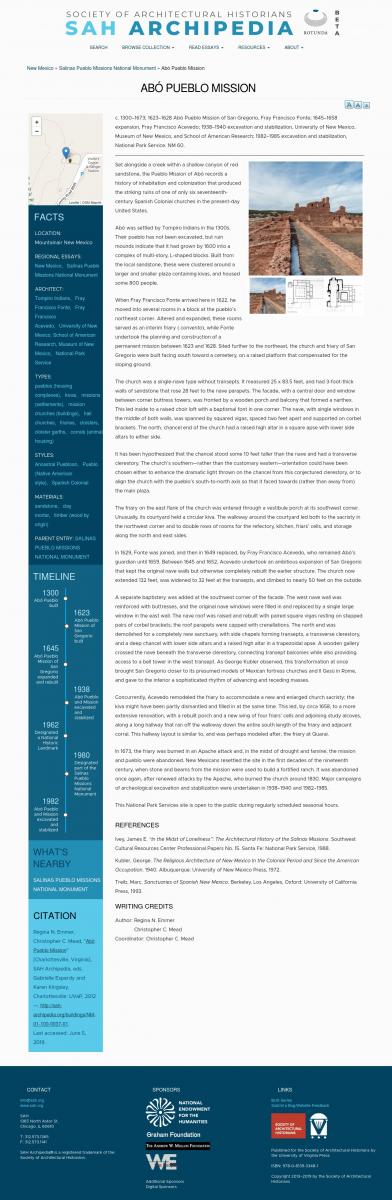 SOCIETY OF ARCHITECTURAL HISTORIANS
SAH ARCHIPEDIA
ROTUNDA
BETA
SEARCH BROWSE COLLECTION READ ESSAYS RESOURCES ABOUT
New Mexico » Salinas Pueblo Missions National Monument » Abó Pueblo Mission
ABÓ PUEBLO MISSION
c. 1300–1673; 1623–1628 Abó Pueblo Mission of San Gregorio, Fray Francisco Fonte; 1645–1658
expansion, Fray Francisco Acevedo; 1938–1940 excavation and stabilization, University of New Mexico,
Museum of New Mexico, and School of American Research; 1982–1985 excavation and stabilization,
National Park Service. NM 60.
Set alongside a creek within a shallow canyon of red
sandstone, the Pueblo Mission of Abó records a
history of inhabitation and colonization that produced
the striking ruins of one of only six seventeenth-
century Spanish Colonial churches in the present-day
United States.
Abó was settled by Tompiro Indians in the 1300s.
Their pueblo has not been excavated, but ruin
mounds indicate that it had grown by 1600 into a
complex of multi-story, L-shaped blocks. Built from
the local sandstone, these were clustered around a
larger and smaller plaza containing kivas, and housed
some 800 people.
When Fray Francisco Fonte arrived here in 1622, he
moved into several rooms in a block at the pueblo's
northeast corner. Altered and expanded, these rooms
served as an interim friary (convento), while Fonte
undertook the planning and construction of a
permanent mission between 1623 and 1628. Sited further to the northeast, the church and friary of San
Gregorio were built facing south toward a cemetery, on a raised platform that compensated for the
sloping ground.
The church was a single-nave type without transepts. It measured 25 x 83.5 feet, and had 3-foot-thick
walls of sandstone that rose 28 feet to the nave parapets. The facade, with a central door and window
between corner buttress towers, was fronted by a wooden porch and balcony that formed a narthex.
This led inside to a raised choir loft with a baptismal font in one corner. The nave, with single windows in
the middle of both walls, was spanned by squared vigas, spaced two feet apart and supported on corbel
brackets. The north, chancel end of the church had a raised high altar in a square apse with lower side
altars to either side.
It has been hypothesized that the chancel stood some 10 feet taller than the nave and had a transverse
clerestory. The church's southern—rather than the customary western—orientation could have been
chosen either to enhance the dramatic light thrown on the chancel from this conjectured clerestory, or to
align the church with the pueblo's south-to-north axis so that it faced towards (rather than away from)
the main plaza.
The friary on the east flank of the church was entered through a vestibule porch at its southwest corner.
Unusually, its courtyard held a circular kiva. The walkway around the courtyard led both to the sacristy in
the northwest corner and to double rows of rooms for the refectory, kitchen, friars' cells, and storage
along the north and east sides.
In 1629, Fonte was joined, and then in 1649 replaced, by Fray Francisco Acevedo, who remained Abó's
guardian until 1659. Between 1645 and 1652, Acevedo undertook an ambitious expansion of San Gregorio
that kept the original nave walls but otherwise completely rebuilt the earlier structure. The church now
extended 132 feet, was widened to 32 feet at the transepts, and climbed to nearly 50 feet on the outside.
A separate baptistery was added at the southwest corner of the facade. The west nave wall was
reinforced with buttresses, and the original nave windows were filled in and replaced by a single large
window in the east wall. The nave roof was raised and rebuilt with paired square vigas resting on stepped
pairs of corbel brackets; the roof parapets were capped with crenellations. The north end was
demolished for a completely new sanctuary, with side chapels forming transepts, a transverse clerestory,
and a deep chancel with lower side altars and a raised high altar in a trapezoidal apse. A wooden gallery
crossed the nave beneath the transverse clerestory, connecting transept balconies while also providing
access to a bell tower in the west transept. As George Kubler observed, this transformation at once
brought San Gregorio closer to its presumed models of Mexican fortress churches and Il Gesù in Rome,
and gave to the interior a sophisticated rhythm of advancing and receding masses.
Concurrently, Acevedo remodeled the friary to accommodate a new and enlarged church sacristy; the
kiva might have been partly dismantled and filled in at the same time. This led, by circa 1658, to a more
extensive renovation, with a rebuilt porch and a new wing of four friars' cells and adjoining study alcoves,
along a long hallway that ran off the walkway down the entire south length of the friary and adjacent
corral. This hallway layout is similar to, and was perhaps modeled after, the friary at Quarai.
In 1673, the friary was burned in an Apache attack and, in the midst of drought and famine, the mission
and pueblo were abandoned. New Mexicans resettled the site in the first decades of the nineteenth
century, when stone and beams from the mission were used to build a fortified ranch. It was abandoned
once again, after renewed attacks by the Apache, who burned the church around 1830. Major campaigns
of archeological excavation and stabilization were undertaken in 1938–1940 and 1982–1985.
This National Park Services site is open to the public during regularly scheduled seasonal hours.
REFERENCES
Ivey, James E. "In the Midst of Loneliness": The Architectural History of the Salinas Missions. Southwest
Cultural Resources Center Professional Papers No. 15. Santa Fe: National Park Service, 1988.
Kubler, George. The Religious Architecture of New Mexico In the Colonial Period and Since the American
Occupation. 1940. Albuquerque: University of New Mexico Press, 1972.
Treib, Marc. Sanctuaries of Spanish New Mexico. Berkeley, Los Angeles, Oxford: University of California
Press, 1993.
WRITING CREDITS
Author: Regina N. Emmer
Christopher C. Mead
Coordinator: Christopher C. Mead
FACTS
LOCATION:
Mountainair New Mexico
REGIONAL ESSAYS:
New Mexico, Salinas Pueblo
Missions National Monument
ARCHITECT:
Tompiro Indians, Fray
Francisco Fonte, Fray
Francisco
Acevedo, University of New
Mexico, School of American
Research, Museum of New
Mexico, National Park
Service
TYPES:
pueblos (housing
complexes), kivas, missions
(settlements), mission
churches (buildings), hall
churches, friaries, cloisters,
cloister garths, corrals (animal
housing)
STYLES:
Ancestral Puebloan, Pueblo
(Native American
style), Spanish Colonial
MATERIALS:
sandstone, clay
mortar, timber (wood by
origin)
PARENT ENTRY: SALINAS
PUEBLO MISSIONS
NATIONAL MONUMENT
TIMELINE
1300
Abó Pueblo
built
1623
Abó Pueblo
Mission of
San
Gregorio
built
1645
Abó Pueblo
Mission of
San
Gregorio
expanded
and rebuilt
1938
Abó Pueblo
and Mission
excavated
and
stabilized
1962
Designated
a National
Historic
Landmark
1980
Designated
part of the
Salinas
Pueblo
Missions
National
Monument
1982
Abó Pueblo
and Mission
excavated
and
stabilized
WHAT'S
NEARBY
SALINAS PUEBLO MISSIONS
NATIONAL MONUMENT
CITATION
Regina N. Emmer,
Christopher C. Mead, "Abó
Pueblo Mission"
[Charlottesville, Virginia],
SAH Archipedia, eds.
Gabrielle Esperdy and
Karen Kingsley,
Charlottesville: UVaP, 2012
—, http://sah-
archipedia.org/buildings/NM-
01-109-0037-01.
Last accessed: June 5,
2019.
CONTACT
info@sah.org
www.sah.org
SAH
1365 North Astor St.
Chicago, IL 60610
T: 312.573.1365
F: 312.573.1141
SAH Archipedia® is a registered trademark of the
Society of Architectural Historians.
SPONSORS
NATIONAL
ENDOWMENT
FOR THE
HUMANITIES
Graham Foundation
THE ANDREW W. MELLON FOUNDATION
Additional Sponsors
Digital Sponsors
LINKS
SOCIETY OF
ARCHITECTURAL
HISTORIANS
Published for the Society of Architectural Historians by
the University of Virginia Press